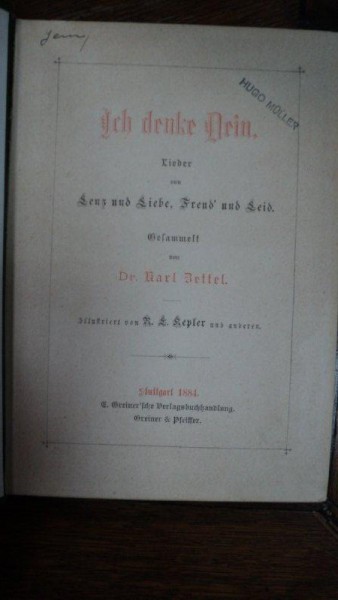 HUGO MÜLLER
Ich denke Dein.
Lieder
von
Lenz und Liebe, Freud' und Leid.
Gesammelt
von
Dr. Karl Zettel.
Illustriert von A. L. Kepler und anderen.
Stuttgart 1884.
L. Greiner'sche Verlagsbuchhandlung.
Greiner & Pfeiffer.